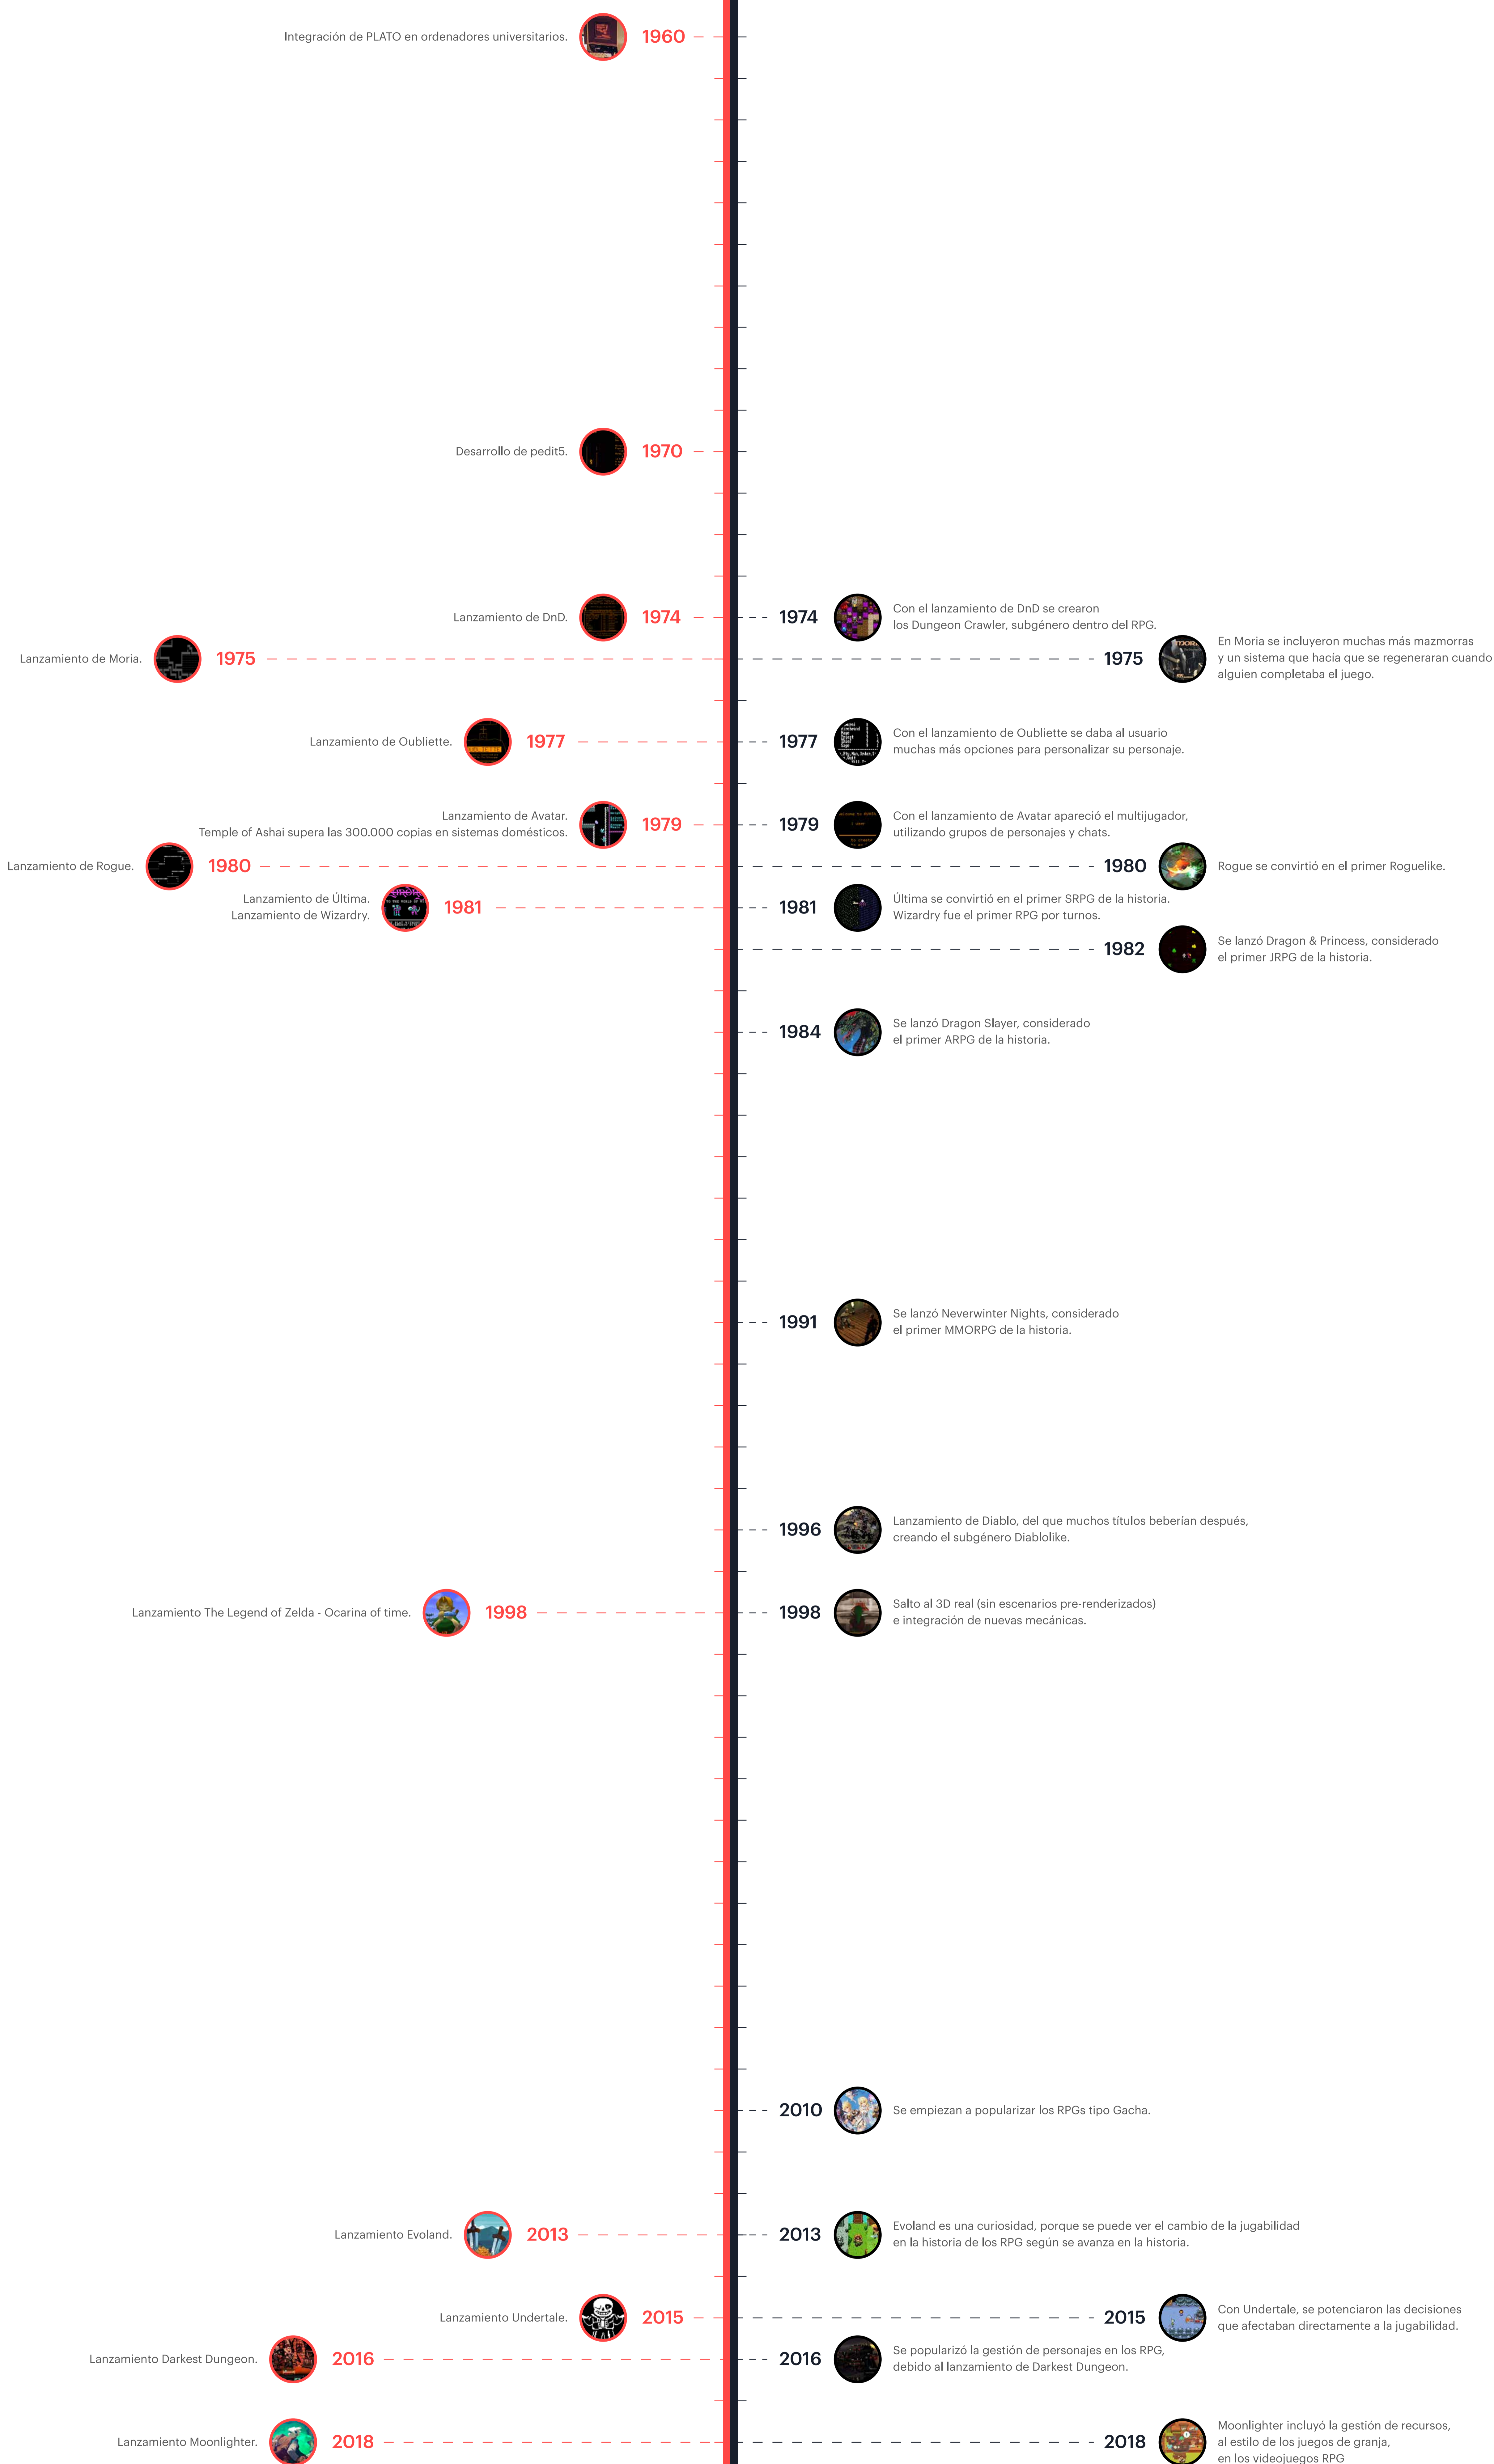 Integración de PLATO en ordenadores universitarios.
1960
Desarrollo de pedit5.
1970
Lanzamiento de DnD.
1974
1974
Con el lanzamiento de DnD se crearon
los Dungeon Crawler, subgénero dentro del RPG.
Lanzamiento de Moria.
1975
1975
En Moria se incluyeron muchas más mazmorras
y un sistema que hacía que se regeneraran cuando
alguien completaba el juego.
Lanzamiento de Oubliette.
1977
1977
Con el lanzamiento de Oubliette se daba al usuario
muchas más opciones para personalizar su personaje.
Lanzamiento de Avatar.
Temple of Ashai supera las 300.000 copias en sistemas domésticos.
1979
1979
Con el lanzamiento de Avatar apareció el multijugador,
utilizando grupos de personajes y chats.
Lanzamiento de Rogue.
1980
1980
Rogue se convirtió en el primer Roguelike.
Lanzamiento de Última.
Lanzamiento de Wizardry.
1981
1981
Última se convirtió en el primer SRPG de la historia.
Wizardry fue el primer RPG por turnos.
1982
Se lanzó Dragon & Princess, considerado
el primer JRPG de la historia.
1984
Se lanzó Dragon Slayer, considerado
el primer ARPG de la historia.
1991
Se lanzó Neverwinter Nights, considerado
el primer MMORPG de la historia.
1996
Lanzamiento de Diablo, del que muchos títulos beberían después,
creando el subgénero Diablolike.
Lanzamiento The Legend of Zelda - Ocarina of time.
1998
1998
Salto al 3D real (sin escenarios pre-renderizados)
e integración de nuevas mecánicas.
2010
Se empiezan a popularizar los RPGs tipo Gacha.
Lanzamiento Evoland.
2013
2013
Evoland es una curiosidad, porque se puede ver el cambio de la jugabilidad
en la historia de los RPG según se avanza en la historia.
Lanzamiento Undertale.
2015
2015
Con Undertale, se potenciaron las decisiones
que afectaban directamente a la jugabilidad.
Lanzamiento Darkest Dungeon.
2016
2016
Se popularizó la gestión de personajes en los RPG,
debido al lanzamiento de Darkest Dungeon.
Lanzamiento Moonlighter.
2018
2018
Moonlighter incluyó la gestión de recursos,
al estilo de los juegos de granja,
en los videojuegos RPG